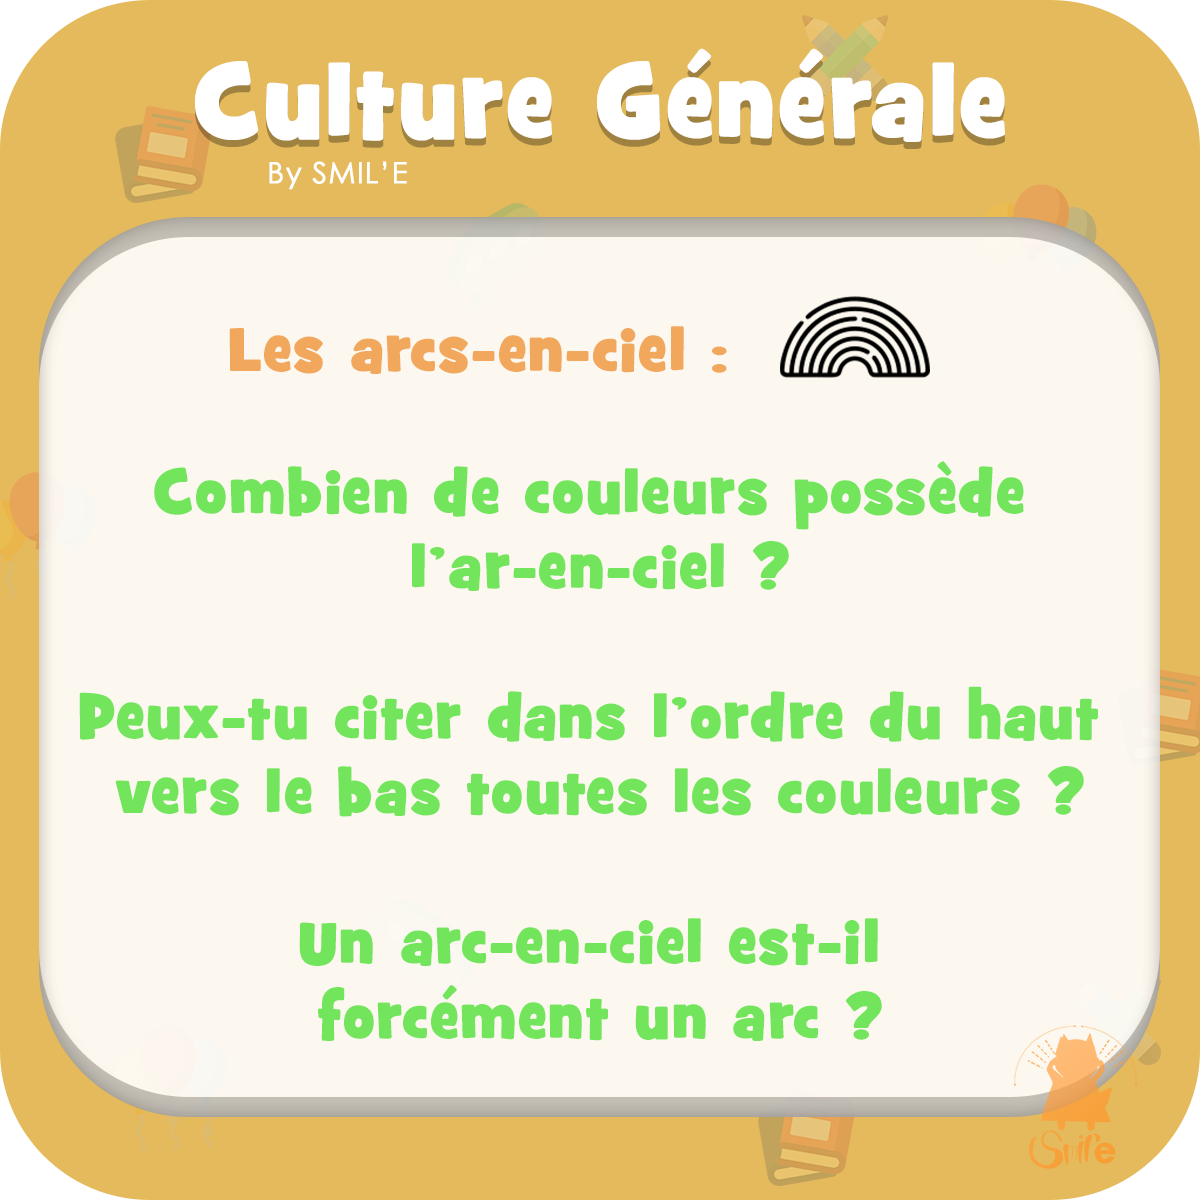 Culture Générale
By SMIL'E
Les arcs-en-ciel :
Combien de couleurs possède
l'ar-en-ciel ?
Peux-tu citer dans l'ordre du haut
vers le bas toutes les couleurs ?
Un arc-en-ciel est-il
forcément un arc ?
Smil'e